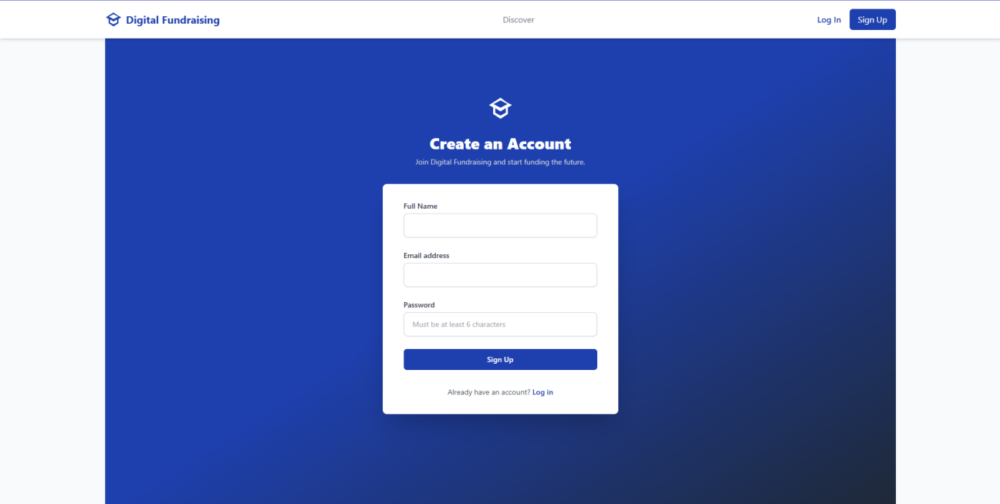 Digital Fundraising
Discover
Log In
Sign Up
Create an Account
Join Digital Fundraising and start funding the future.
Full Name
Email address
Password
Must be at least 6 characters
Sign Up
Already have an account? Log in